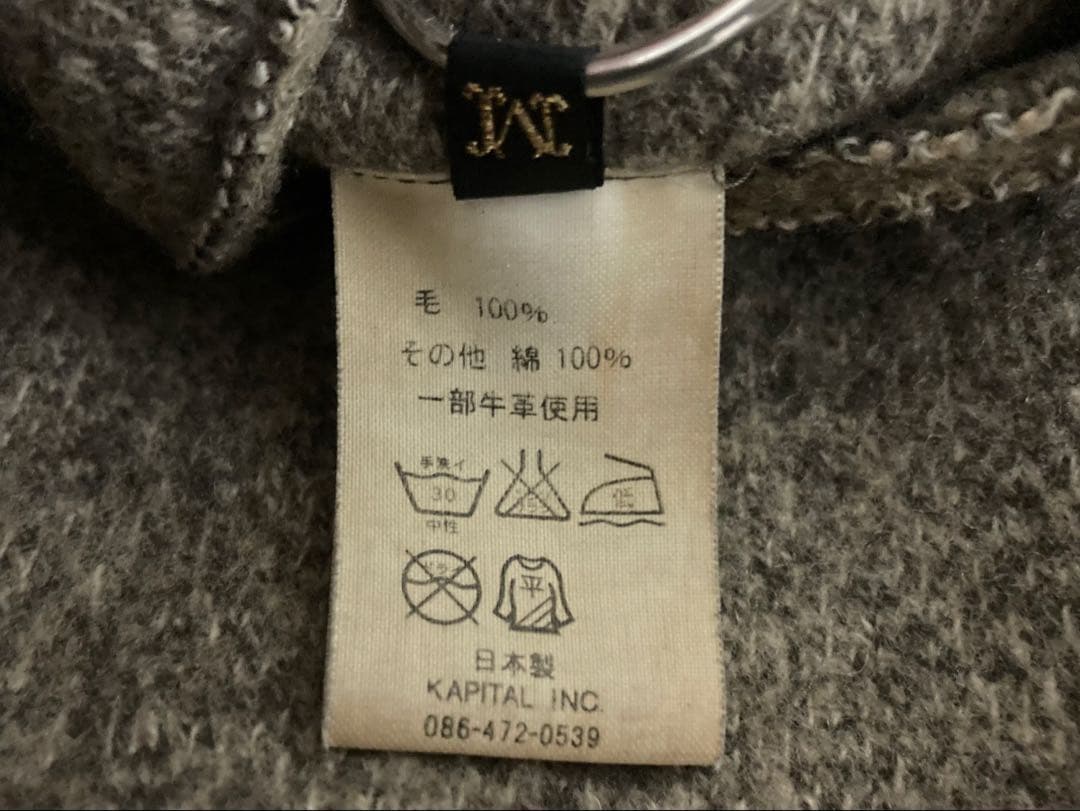 M
毛 100%
その他 綿 100%
一部牛革使用
手洗イ
30
中性
低
平
日本製
KAPITAL INC.
086-472-0539